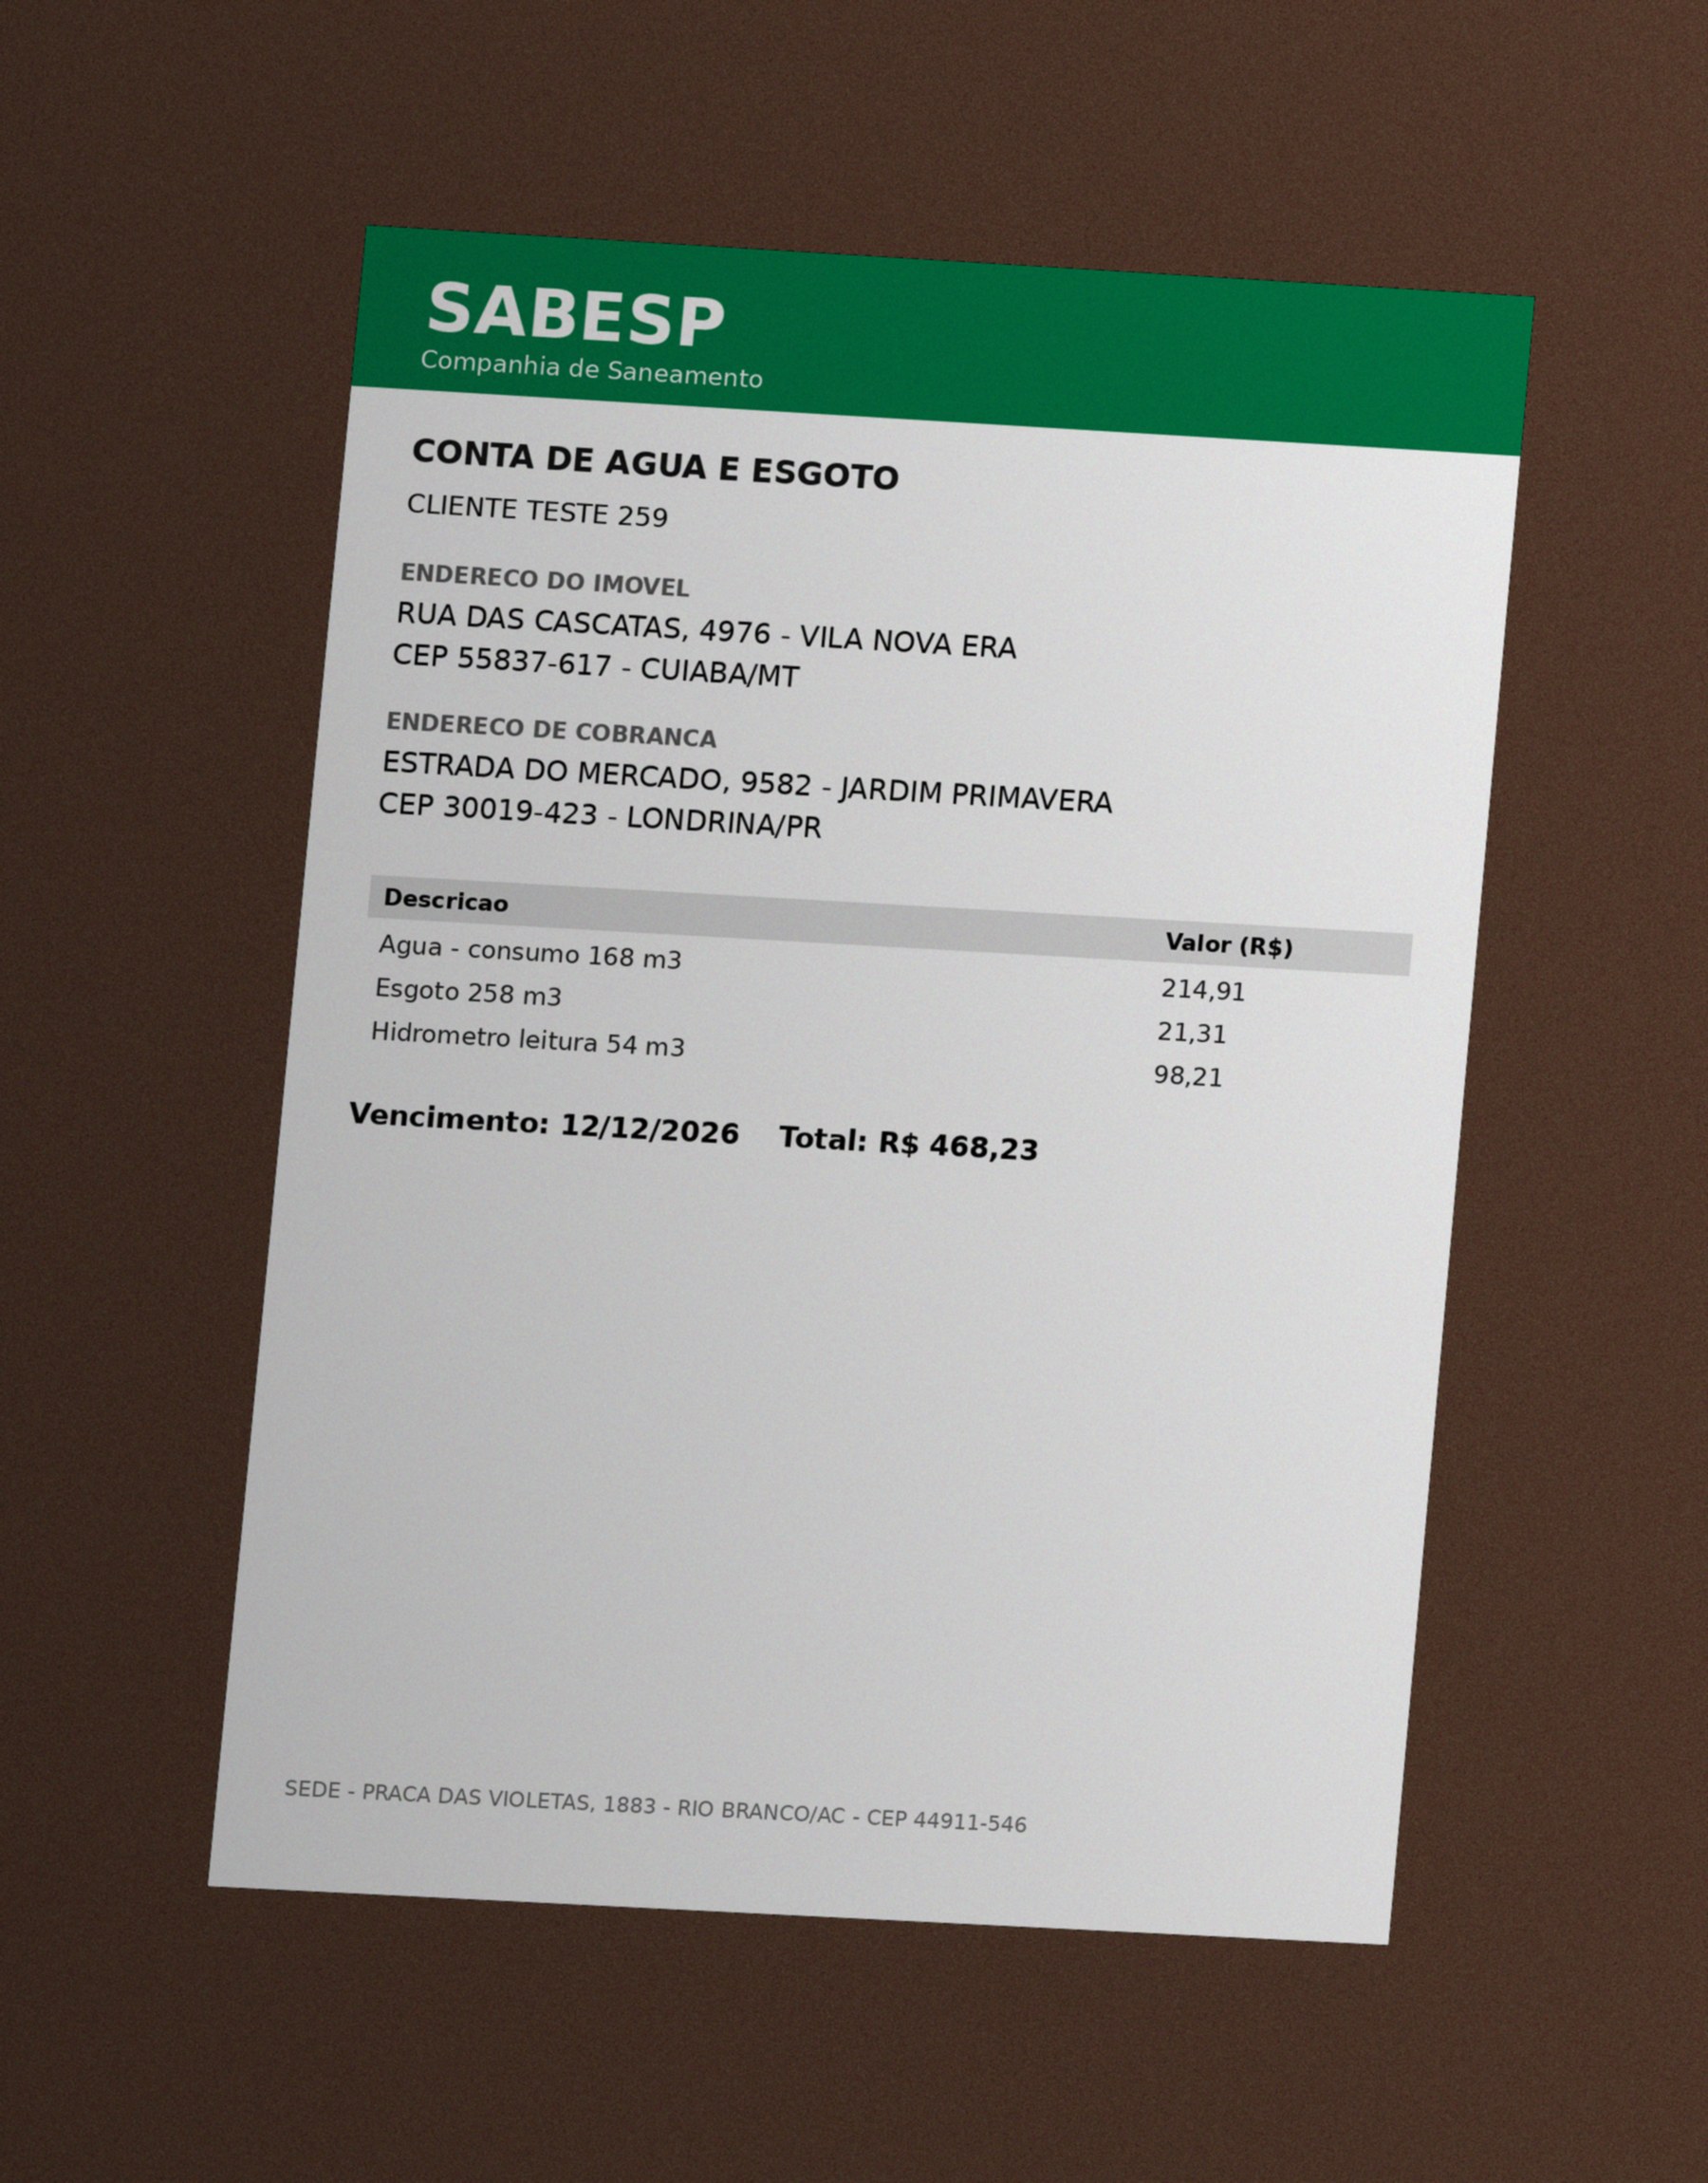 SABESP
Companhia de Saneamento
CONTA DE AGUA E ESGOTO
CLIENTE TESTE 259
ENDERECO DO IMOVEL
RUA DAS CASCATAS, 4976 - VILA NOVA ERA
CEP 55837-617 - CUIABA/MT
ENDERECO DE COBRANCA
ESTRADA DO MERCADO, 9582 - JARDIM PRIMAVERA
CEP 30019-423 - LONDRINA/PR
Descricao Valor (R$)
Agua - consumo 168 m3 214,91
Esgoto 258 m3 21,31
Hidrometro leitura 54 m3 98,21
Vencimento: 12/12/2026 Total: R$ 468,23
SEDE - PRACA DAS VIOLETAS, 1883 - RIO BRANCO/AC - CEP 44911-546